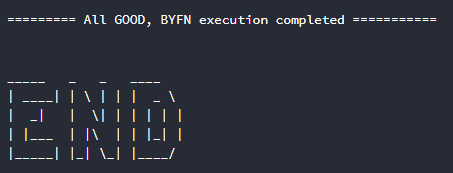 ========= All GOOD, BYFN execution completed ===========
 _____   _   _   ____
| ____| | \ | | |  _ \
|  _|   |  \| | | | | |
| |___  | |\  | | |_| |
|_____| |_| \_| |____/